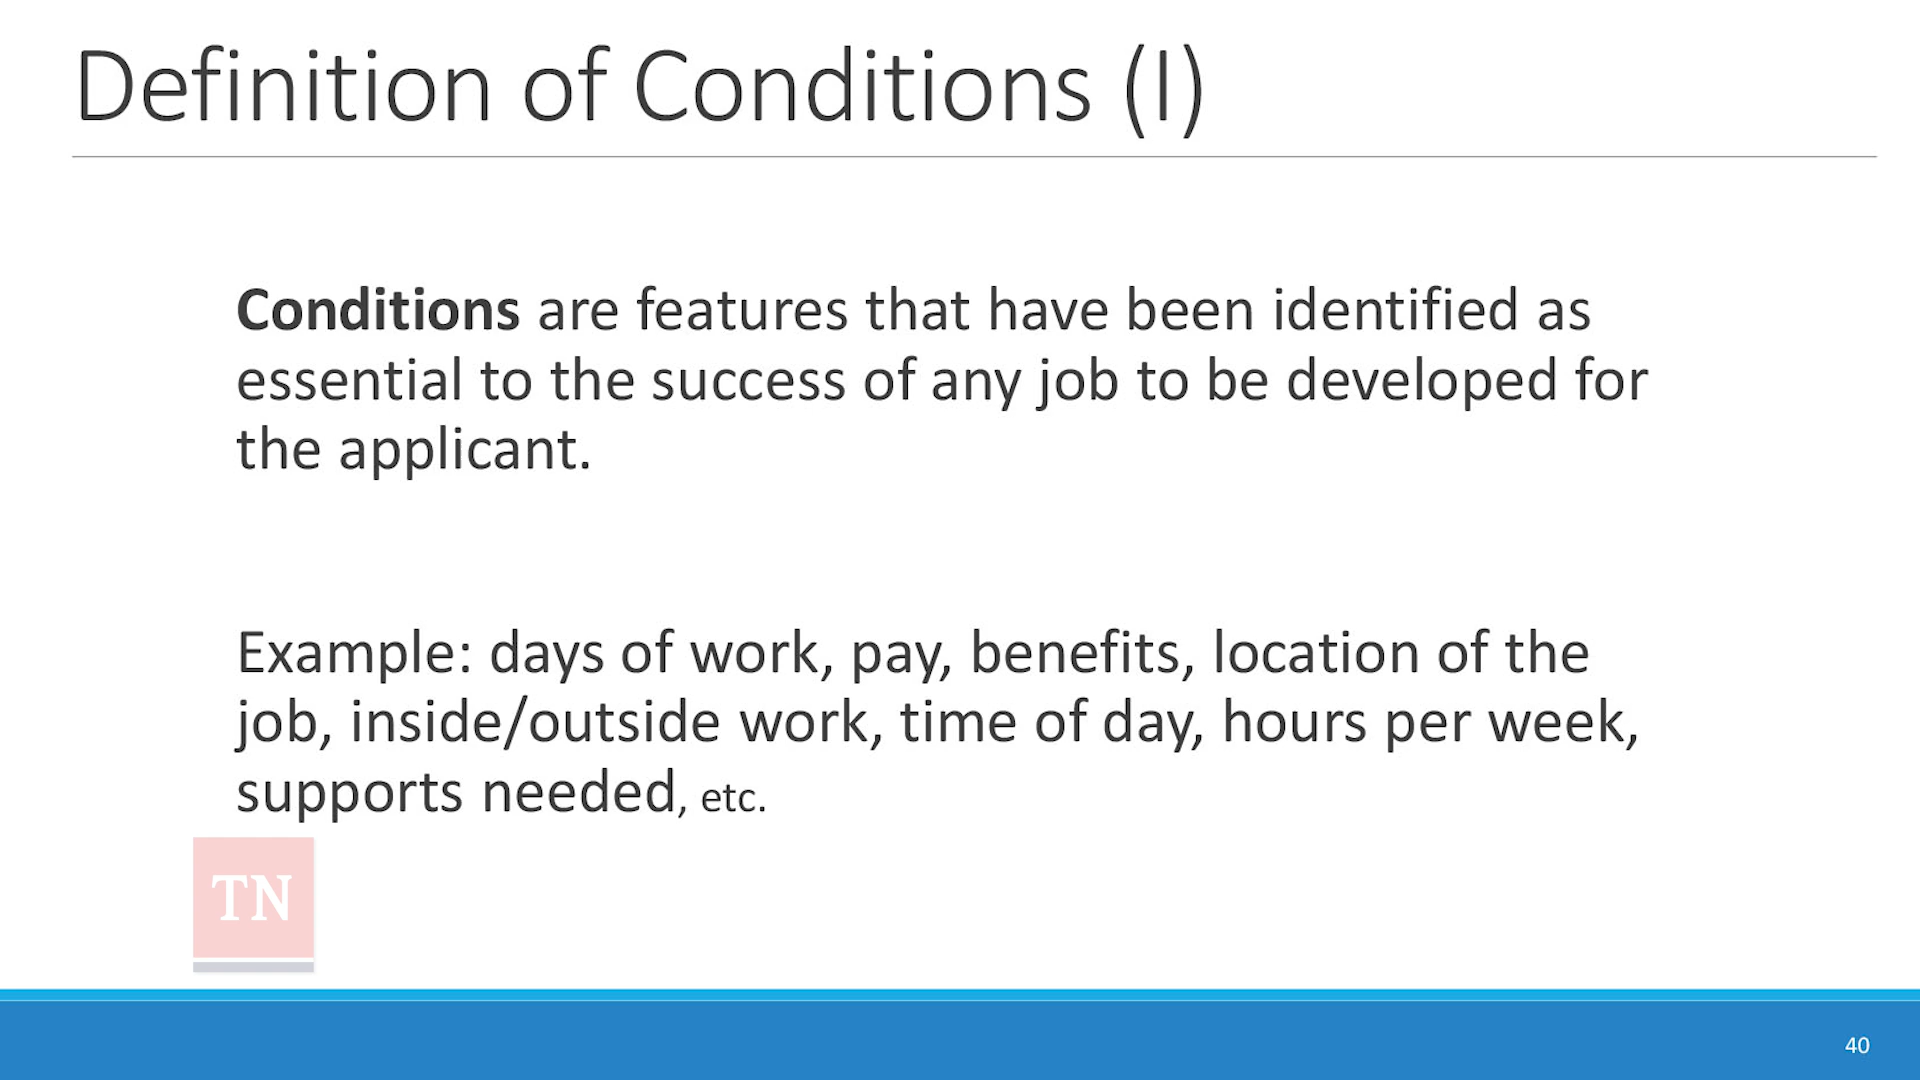 Definition of Conditions (I)
Conditions are features that have been identified as
essential to the success of any job to be developed for
the applicant.
Example: days of work, pay, benefits, location of the
job, inside/outside work, time of day, hours per week,
supports needed, etc.
TN
40